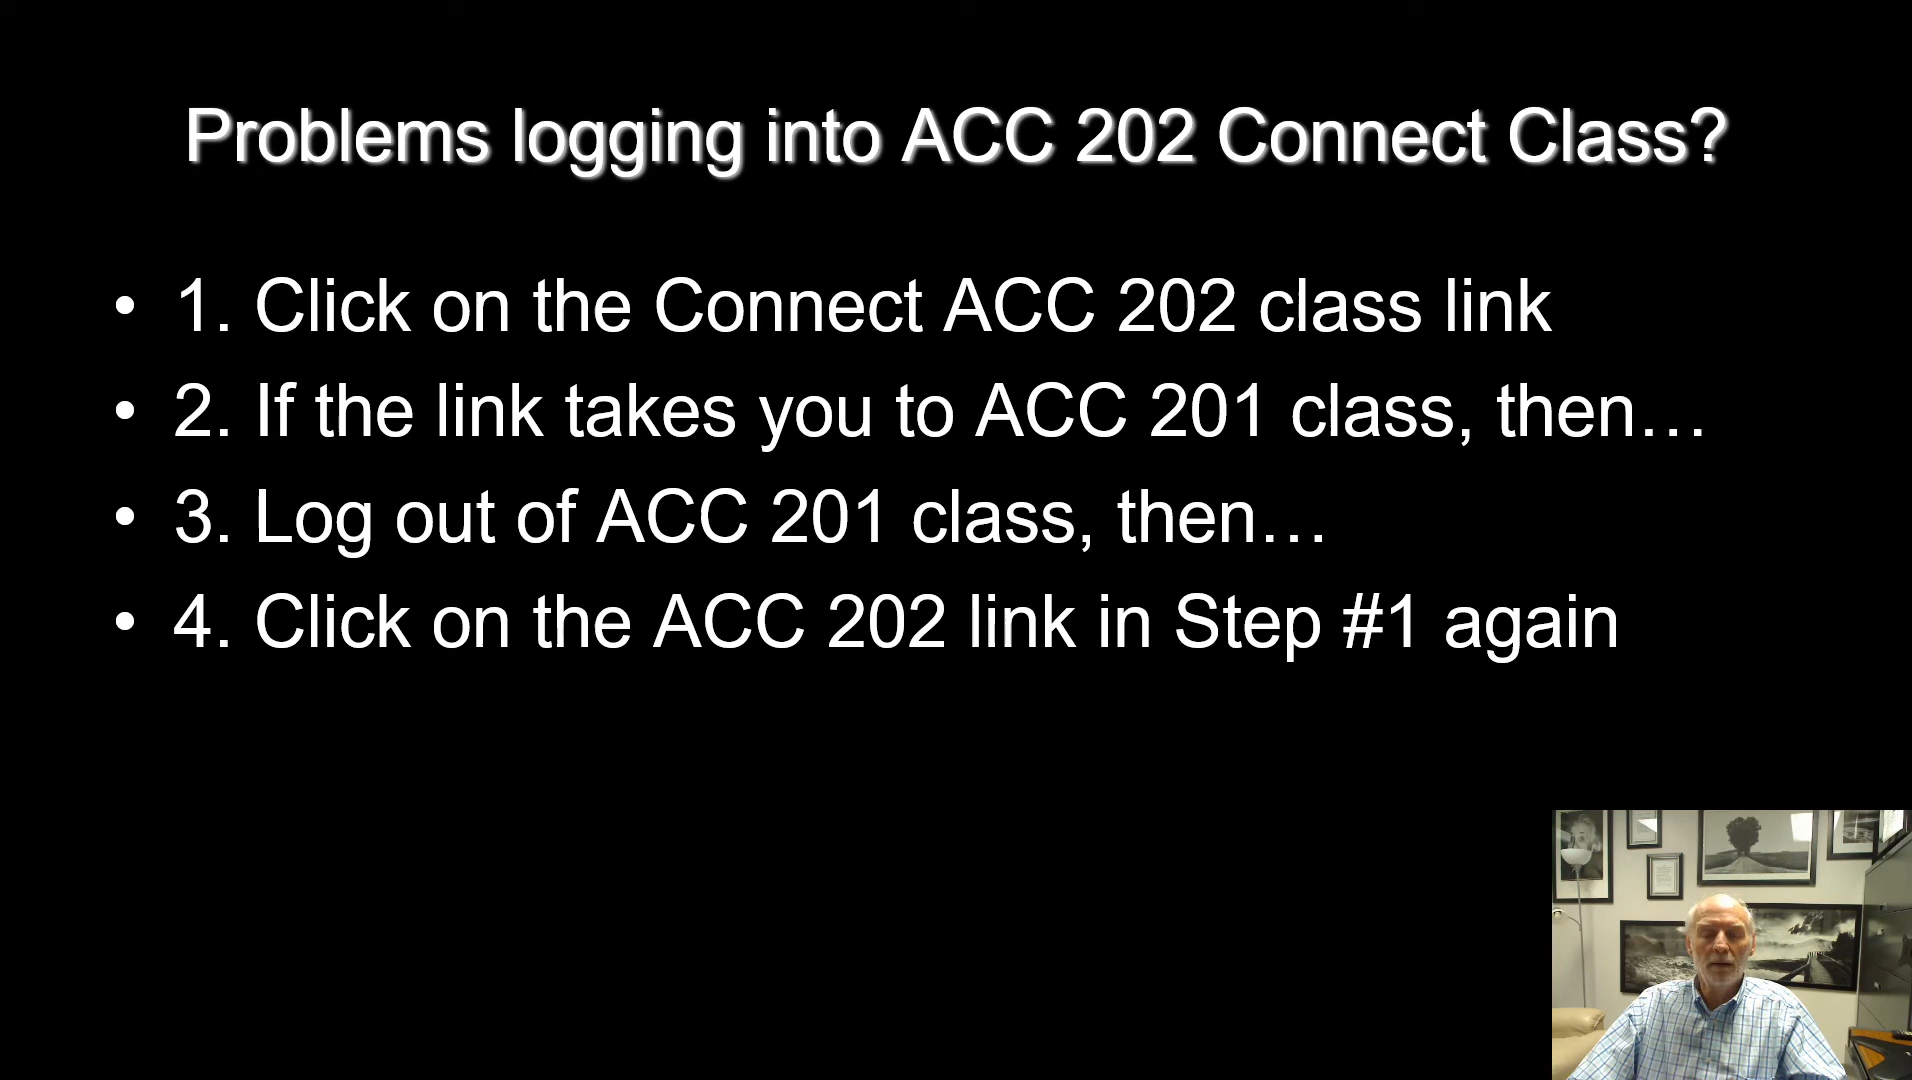 Problems logging into ACC 202 Connect Class?
• 1. Click on the Connect ACC 202 class link
• 2. If the link takes you to ACC 201 class, then…
• 3. Log out of ACC 201 class, then…
• 4. Click on the ACC 202 link in Step #1 again